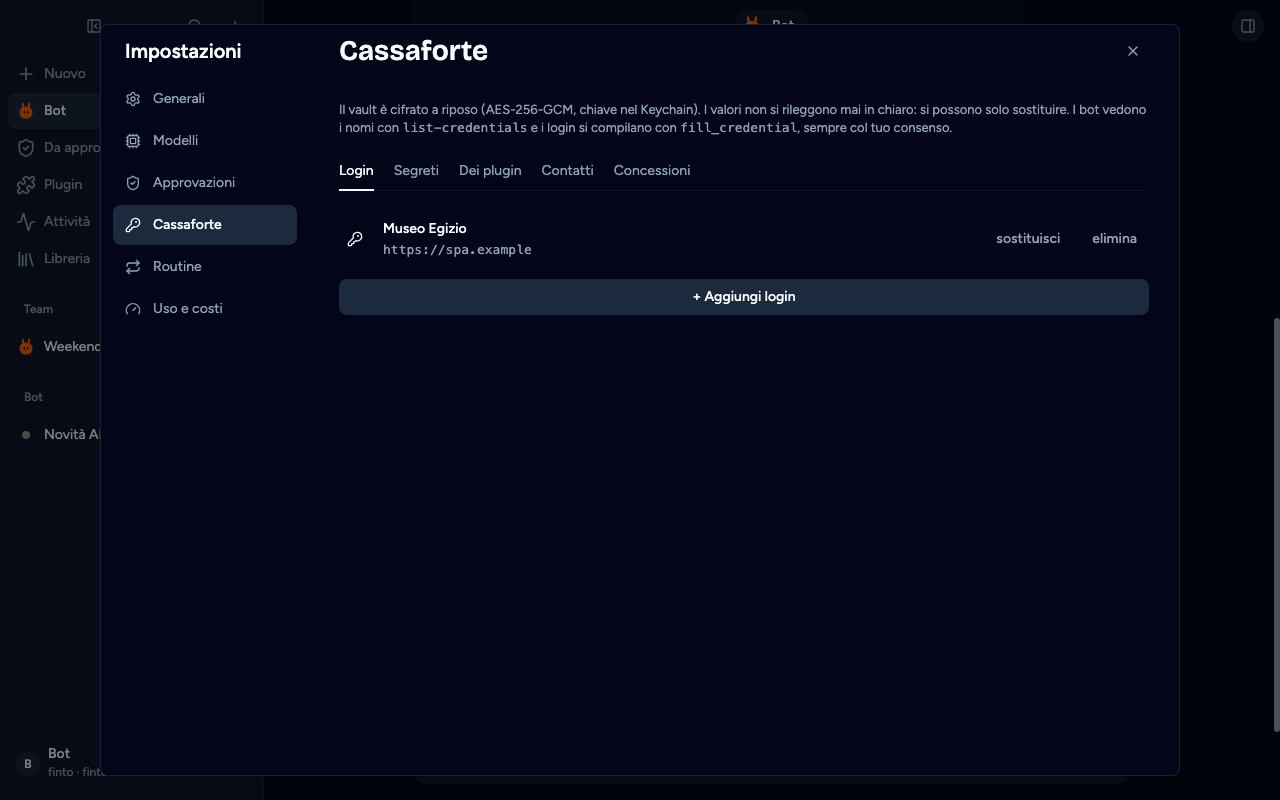 Bot
Impostazioni
Cassaforte
Nuovo
Bot
Da appro
Plugin
Attività
Libreria
Team
Weekend
Bot
Novità AI
Bot
B
finto · finto
Generali
Modelli
Approvazioni
Cassaforte
Routine
Uso e costi
Il vault è cifrato a riposo (AES-256-GCM, chiave nel Keychain). I valori non si rileggono mai in chiaro: si possono solo sostituire. I bot vedono
i nomi con list-credentials e i login si compilano con fill_credential, sempre col tuo consenso.
Login Segreti Dei plugin Contatti Concessioni
Museo Egizio
https://spa.example
sostituisci elimina
+ Aggiungi login